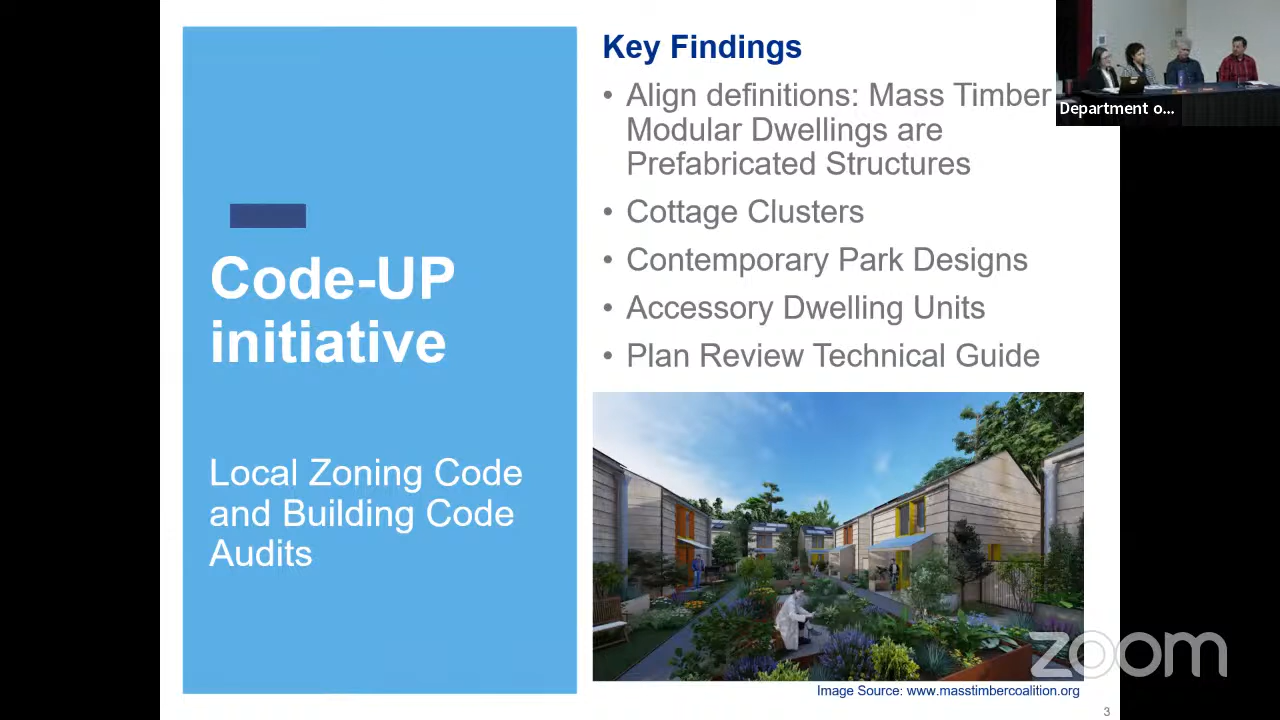 Code-UP
initiative
Local Zoning Code
and Building Code
Audits
Key Findings
• Align definitions: Mass Timber
Modular Dwellings are
Prefabricated Structures
• Cottage Clusters
• Contemporary Park Designs
• Accessory Dwelling Units
• Plan Review Technical Guide
Image Source: www.masstimbercoalition.org
3
Department o...
zoom